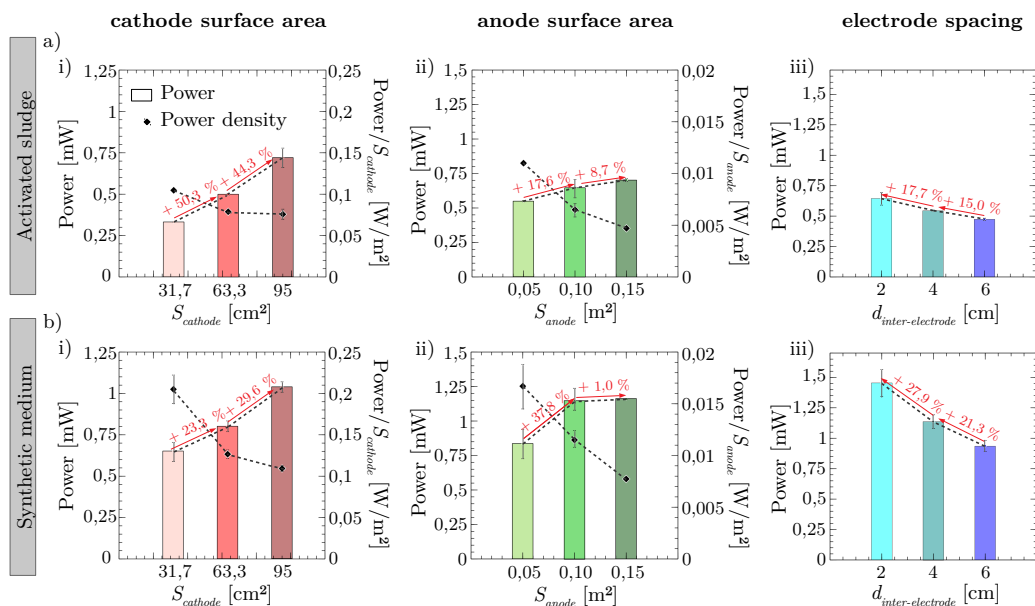 cathode surface area
anode surface area
electrode spacing
Activated sludge
a)
i)
Power [mW]
1,25
1
0,75
0,5
0,25
0
Power
Power density
+ 50,3 %
+ 44,3 %
0,25
0,2
0,15
0,1
0,05
0
Power/S_cathode [W/m²]
31,7 63,3 95
S_cathode [cm²]
ii)
Power [mW]
1,5
1,25
1
0,75
0,5
0,25
0
+ 17,6 %
+ 8,7 %
0,02
0,015
0,01
0,005
0
Power/S_anode [W/m²]
0,05 0,10 0,15
S_anode [m²]
iii)
Power [mW]
1,5
1,25
1
0,75
0,5
0,25
0
+ 17,7 %
+ 15,0 %
2 4 6
d_inter-electrode [cm]
Synthetic medium
b)
i)
Power [mW]
1,25
1
0,75
0,5
0,25
0
+ 23,3 %
+ 29,6 %
0,25
0,2
0,15
0,1
0,05
0
Power/S_cathode [W/m²]
31,7 63,3 95
S_cathode [cm²]
ii)
Power [mW]
1,5
1,25
1
0,75
0,5
0,25
0
+ 37,8 %
+ 1,0 %
0,02
0,015
0,01
0,005
0
Power/S_anode [W/m²]
0,05 0,10 0,15
S_anode [m²]
iii)
Power [mW]
1,5
1,25
1
0,75
0,5
0,25
0
+ 27,9 %
+ 21,3 %
2 4 6
d_inter-electrode [cm]